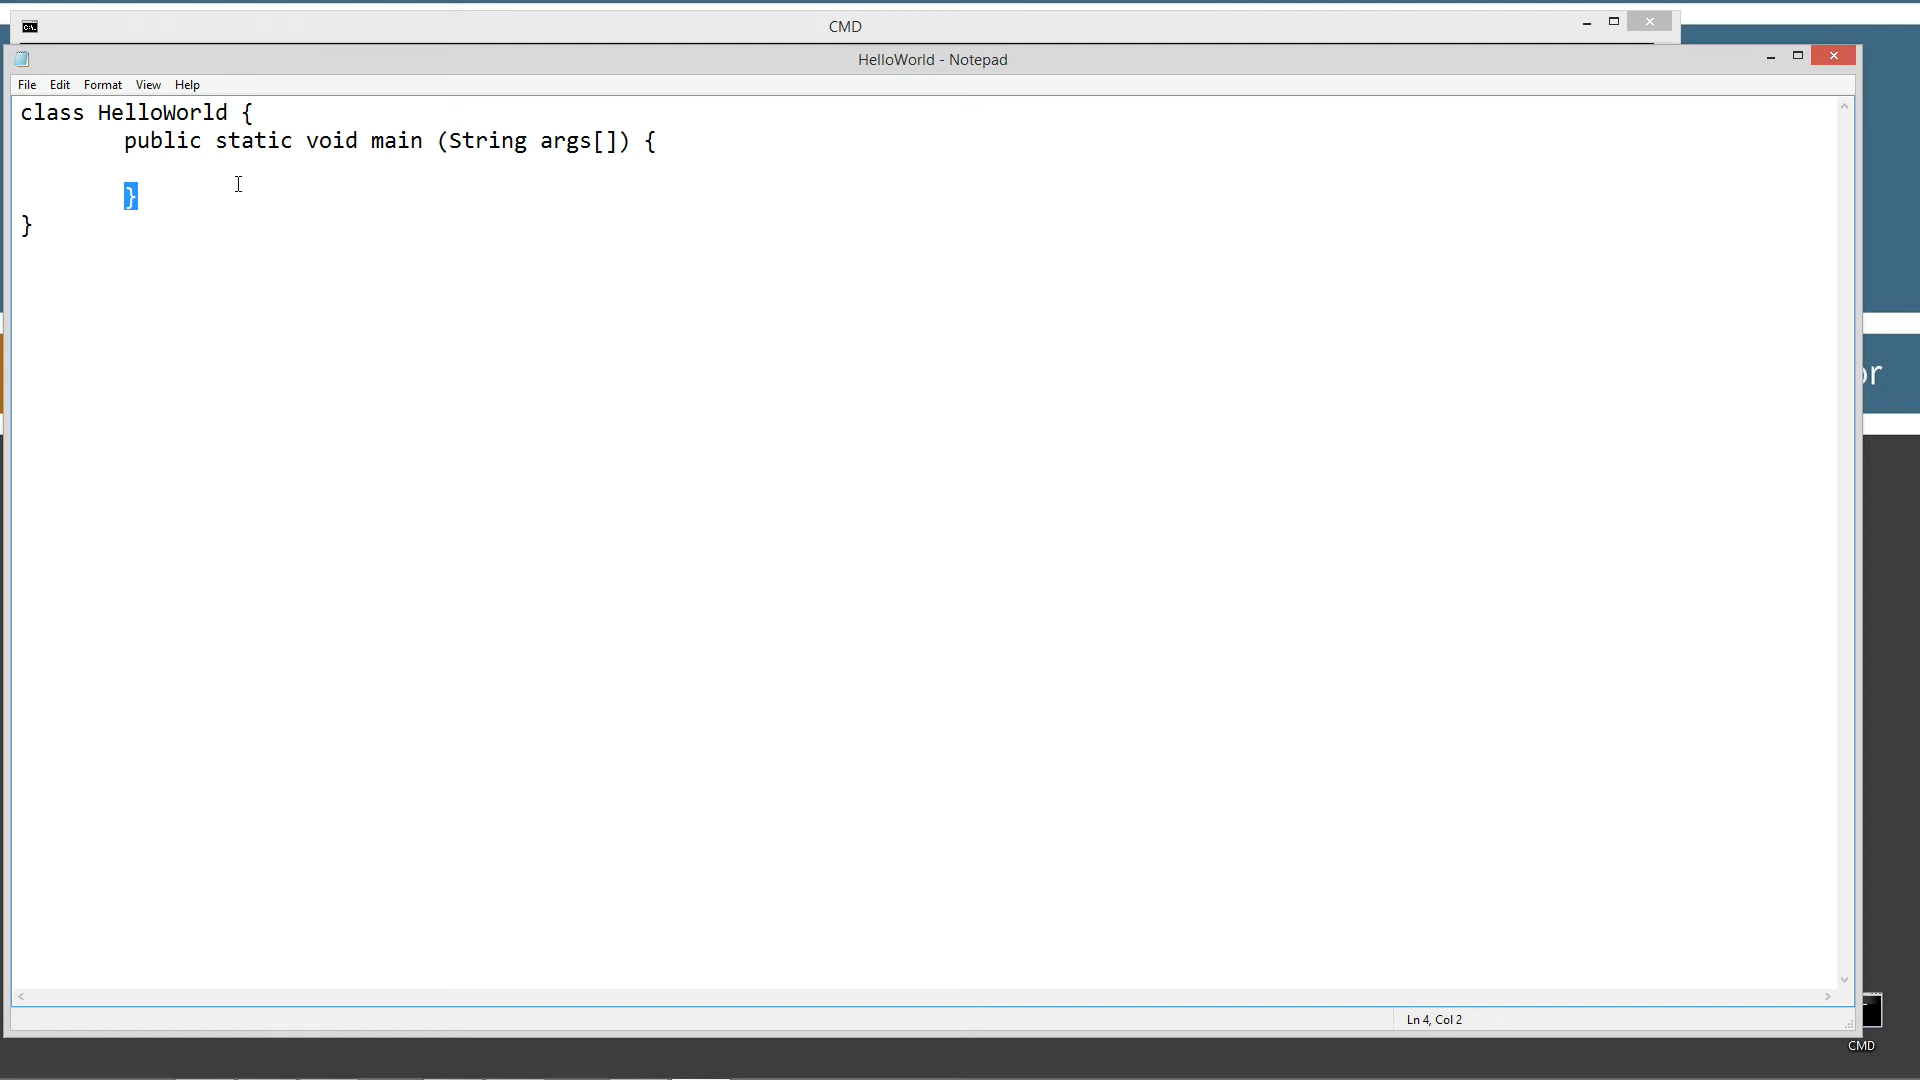 CMD
HelloWorld - Notepad
File Edit Format View Help
class HelloWorld {
public static void main (String args[]) {
}
}
or
Ln 4, Col 2
CMD